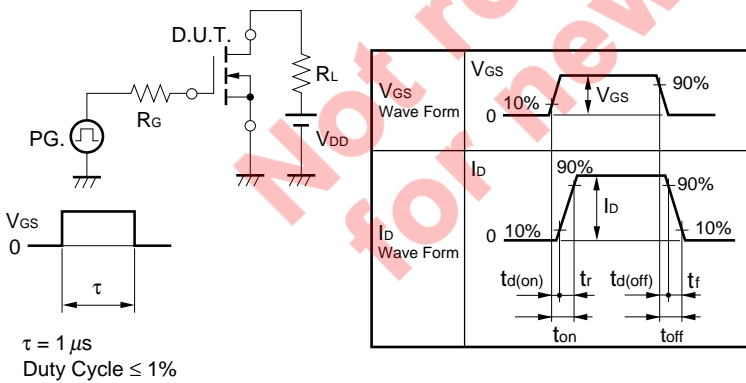 D.U.T.
RL
RG
PG.
VDD
VGS
0
τ
τ = 1 μs
Duty Cycle ≤ 1%
VGS
Wave Form
VGS
10%
0
VGS
90%
ID
Wave Form
ID
90%
90%
10%
0
ID
10%
td(on) tr td(off) tf
ton toff
Not re
for new